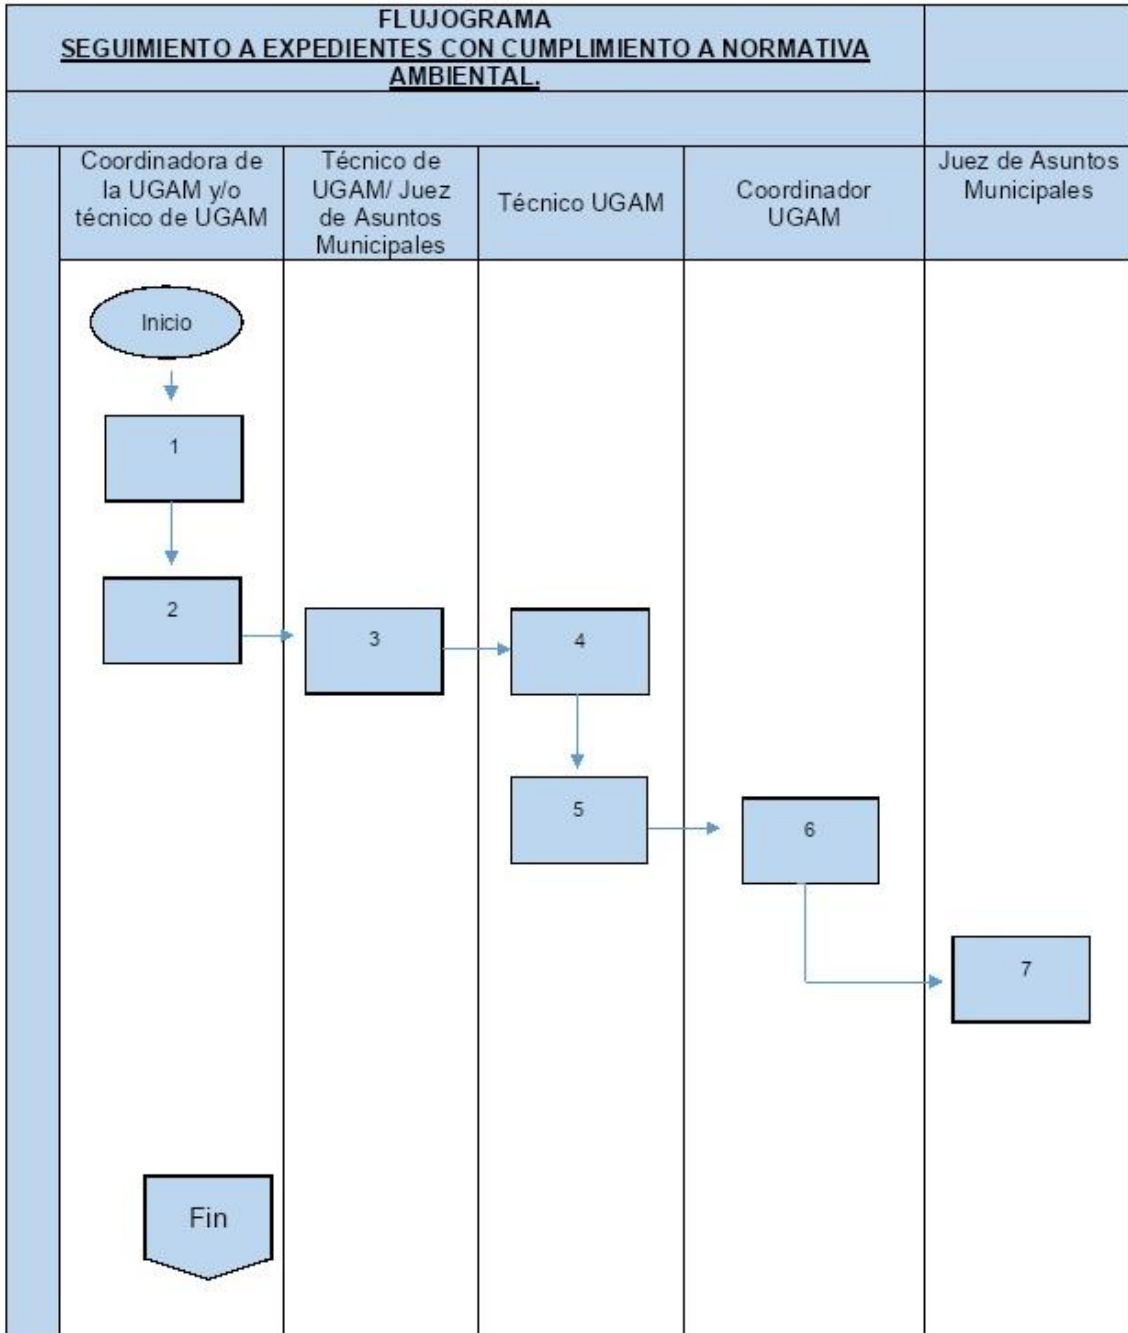 FLUJOGRAMA
SEGUIMIENTO A EXPEDIENTES CON CUMPLIMIENTO A NORMATIVA
AMBIENTAL.
Coordinadora de
la UGAM y/o
técnico de UGAM
Técnico de
UGAM/ Juez
de Asuntos
Municipales
Técnico UGAM
Coordinador
UGAM
Juez de Asuntos
Municipales
Inicio
1
2
3
4
5
6
7
Fin